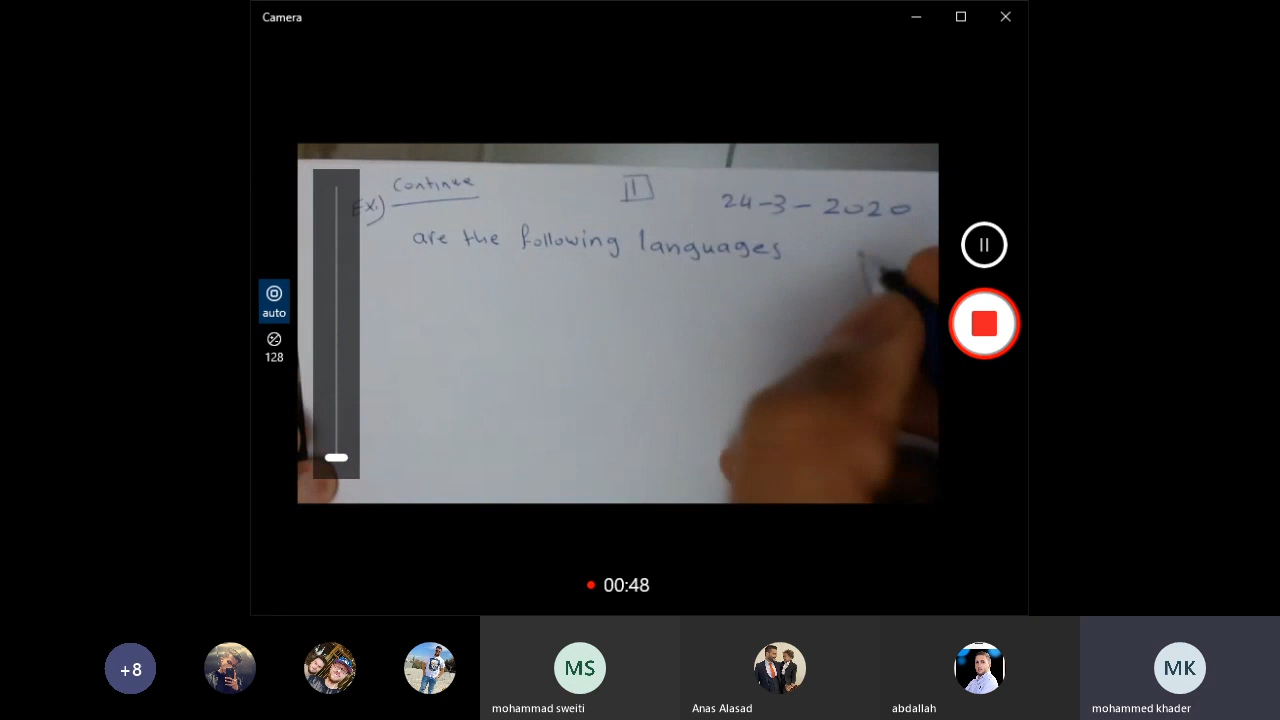 Camera
Continue
11
24-3-2020
Ex.)
are the following languages
auto
128
00:48
+8
MS
MK
mohammad sweiti
Anas Alasad
abdallah
mohammed khader